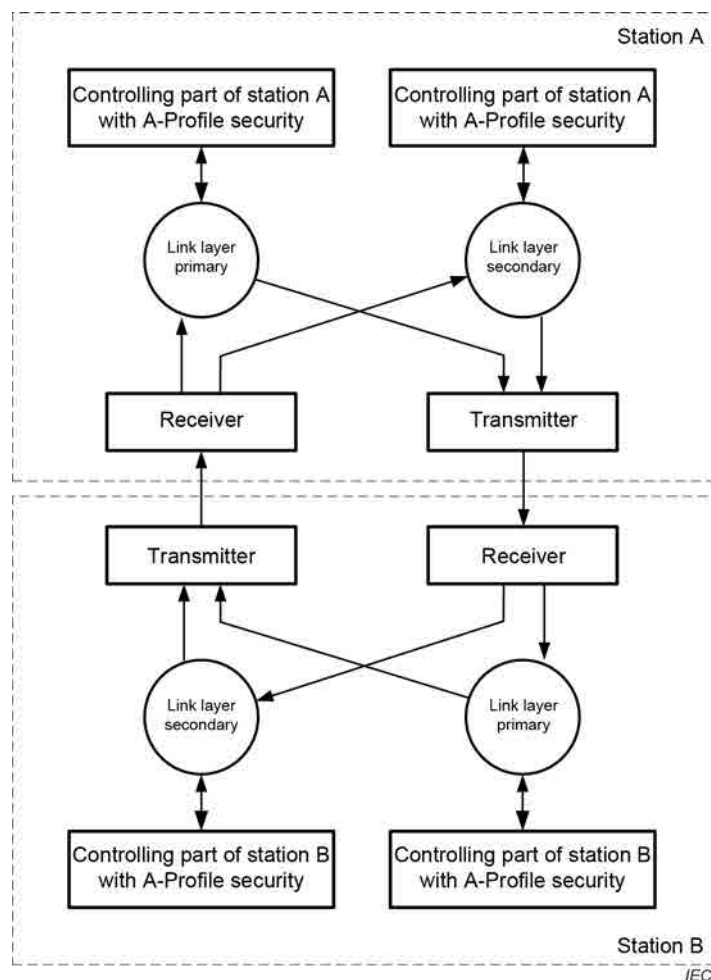 Station A
Controlling part of station A
with A-Profile security
Controlling part of station A
with A-Profile security
Link layer
primary
Link layer
secondary
Receiver
Transmitter
Transmitter
Receiver
Link layer
secondary
Link layer
primary
Controlling part of station B
with A-Profile security
Controlling part of station B
with A-Profile security
Station B
IEC